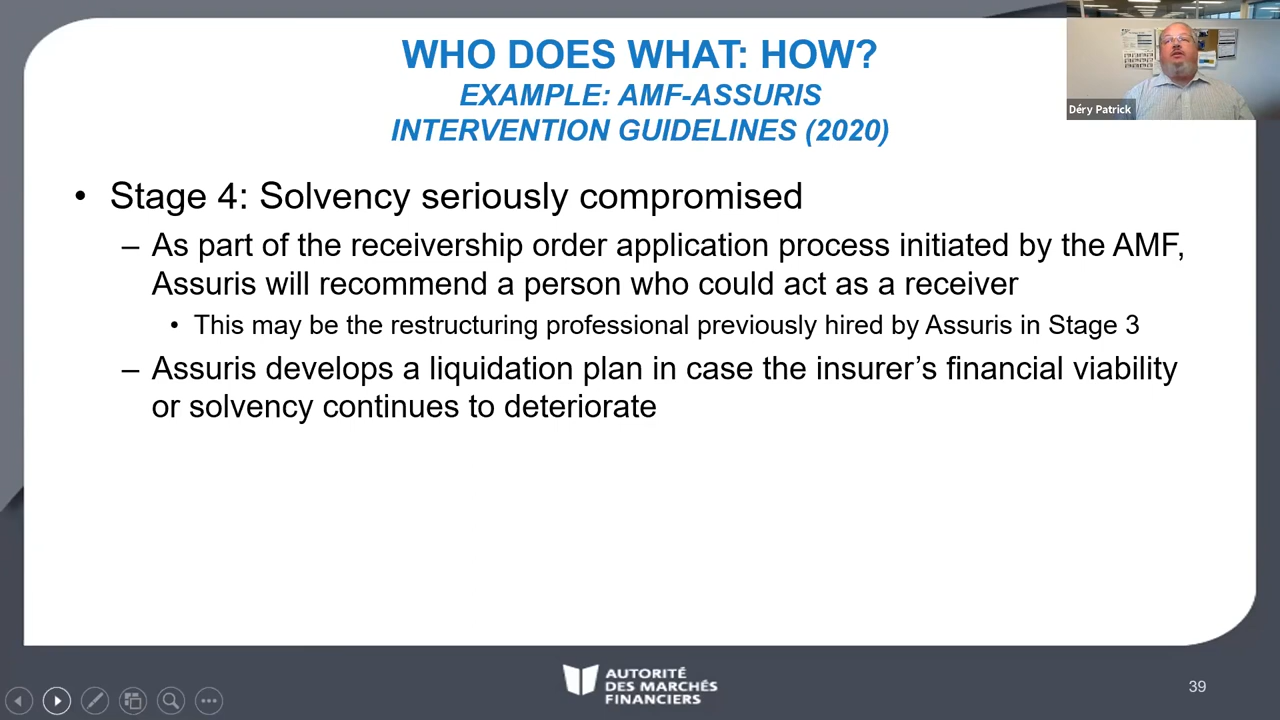 WHO DOES WHAT: HOW?
EXAMPLE: AMF-ASSURIS
INTERVENTION GUIDELINES (2020)
Déry Patrick
• Stage 4: Solvency seriously compromised
– As part of the receivership order application process initiated by the AMF,
Assuris will recommend a person who could act as a receiver
• This may be the restructuring professional previously hired by Assuris in Stage 3
– Assuris develops a liquidation plan in case the insurer’s financial viability
or solvency continues to deteriorate
AUTORITÉ
DES MARCHÉS
FINANCIERS
39